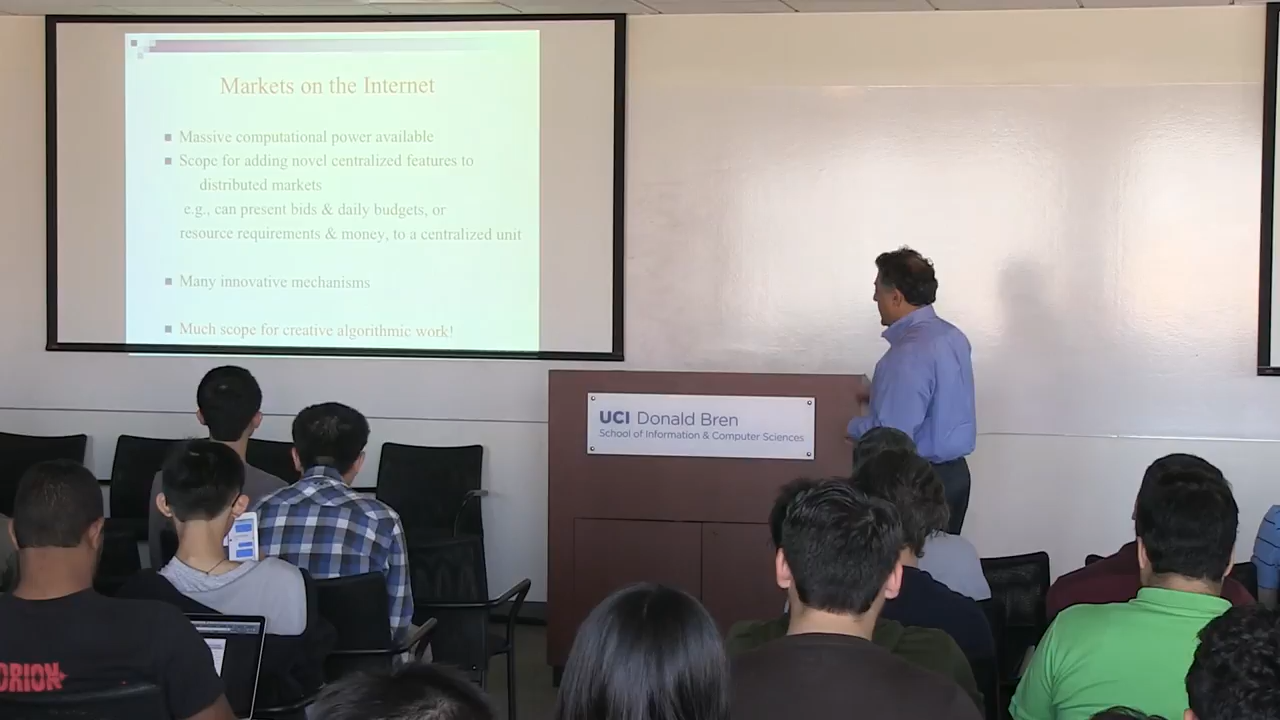 Markets on the Internet
Massive computational power available
Scope for adding novel centralized features to
distributed markets
e.g., can present bids & daily budgets, or
resource requirements & money, to a centralized unit
Many innovative mechanisms
Much scope for creative algorithmic work!
UCI Donald Bren
School of Information & Computer Sciences
ORION